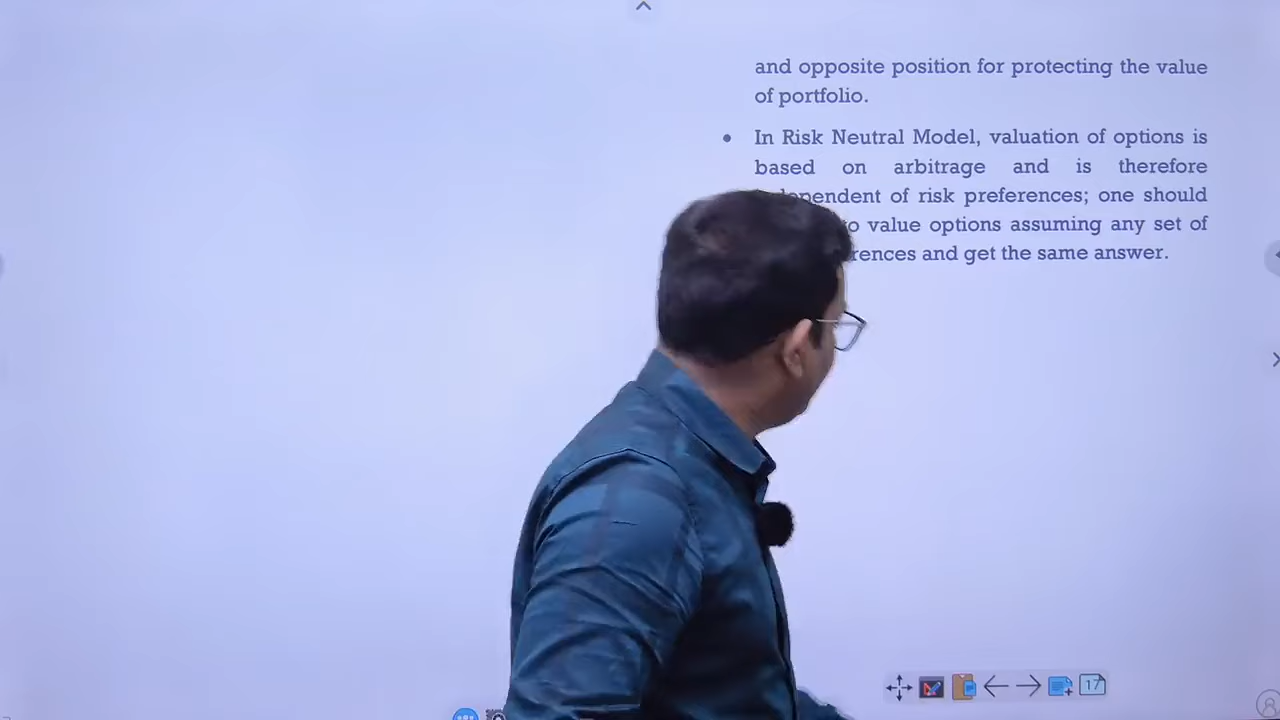 and opposite position for protecting the value
of portfolio.
• In Risk Neutral Model, valuation of options is
based on arbitrage and is therefore
of risk preferences; one should
value options assuming any set of
and get the same answer.
17